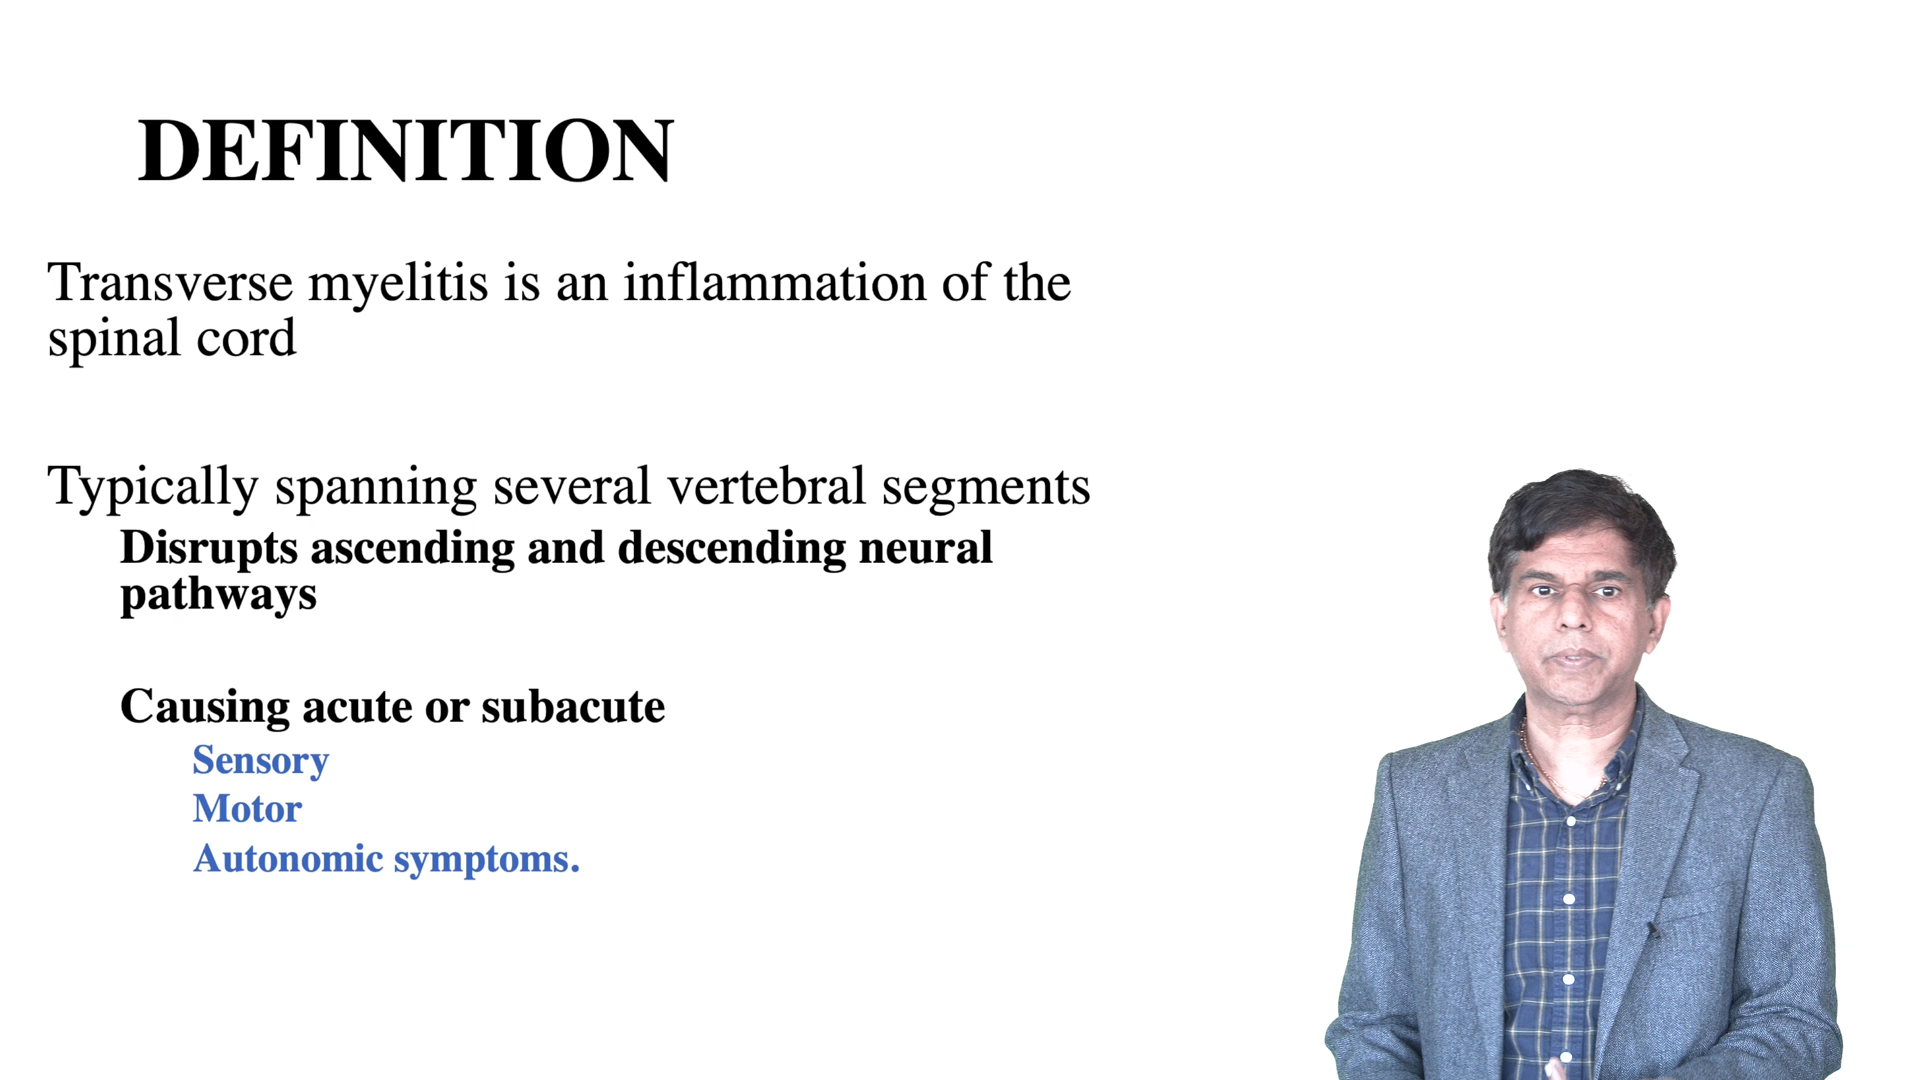 DEFINITION
Transverse myelitis is an inflammation of the
spinal cord
Typically spanning several vertebral segments
Disrupts ascending and descending neural
pathways
Causing acute or subacute
Sensory
Motor
Autonomic symptoms.